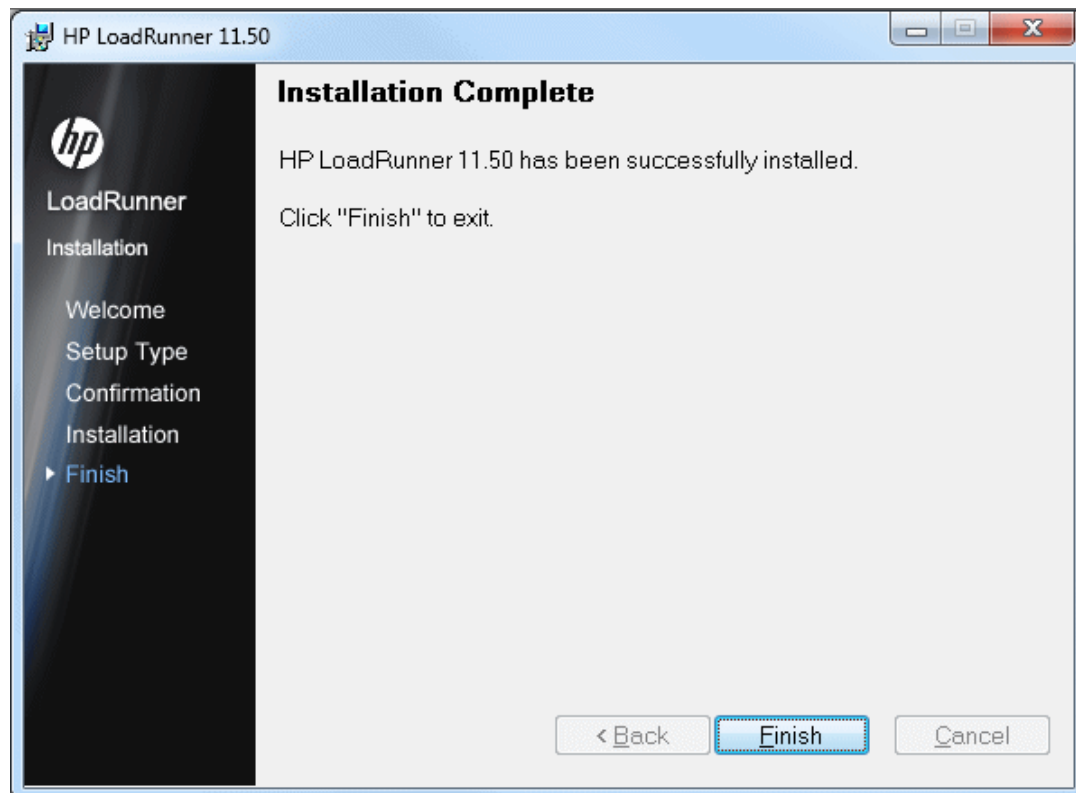 HP LoadRunner 11.50
hp
LoadRunner
Installation
Welcome
Setup Type
Confirmation
Installation
Finish
Installation Complete
HP LoadRunner 11.50 has been successfully installed.
Click "Finish" to exit.
< Back
Finish
Cancel